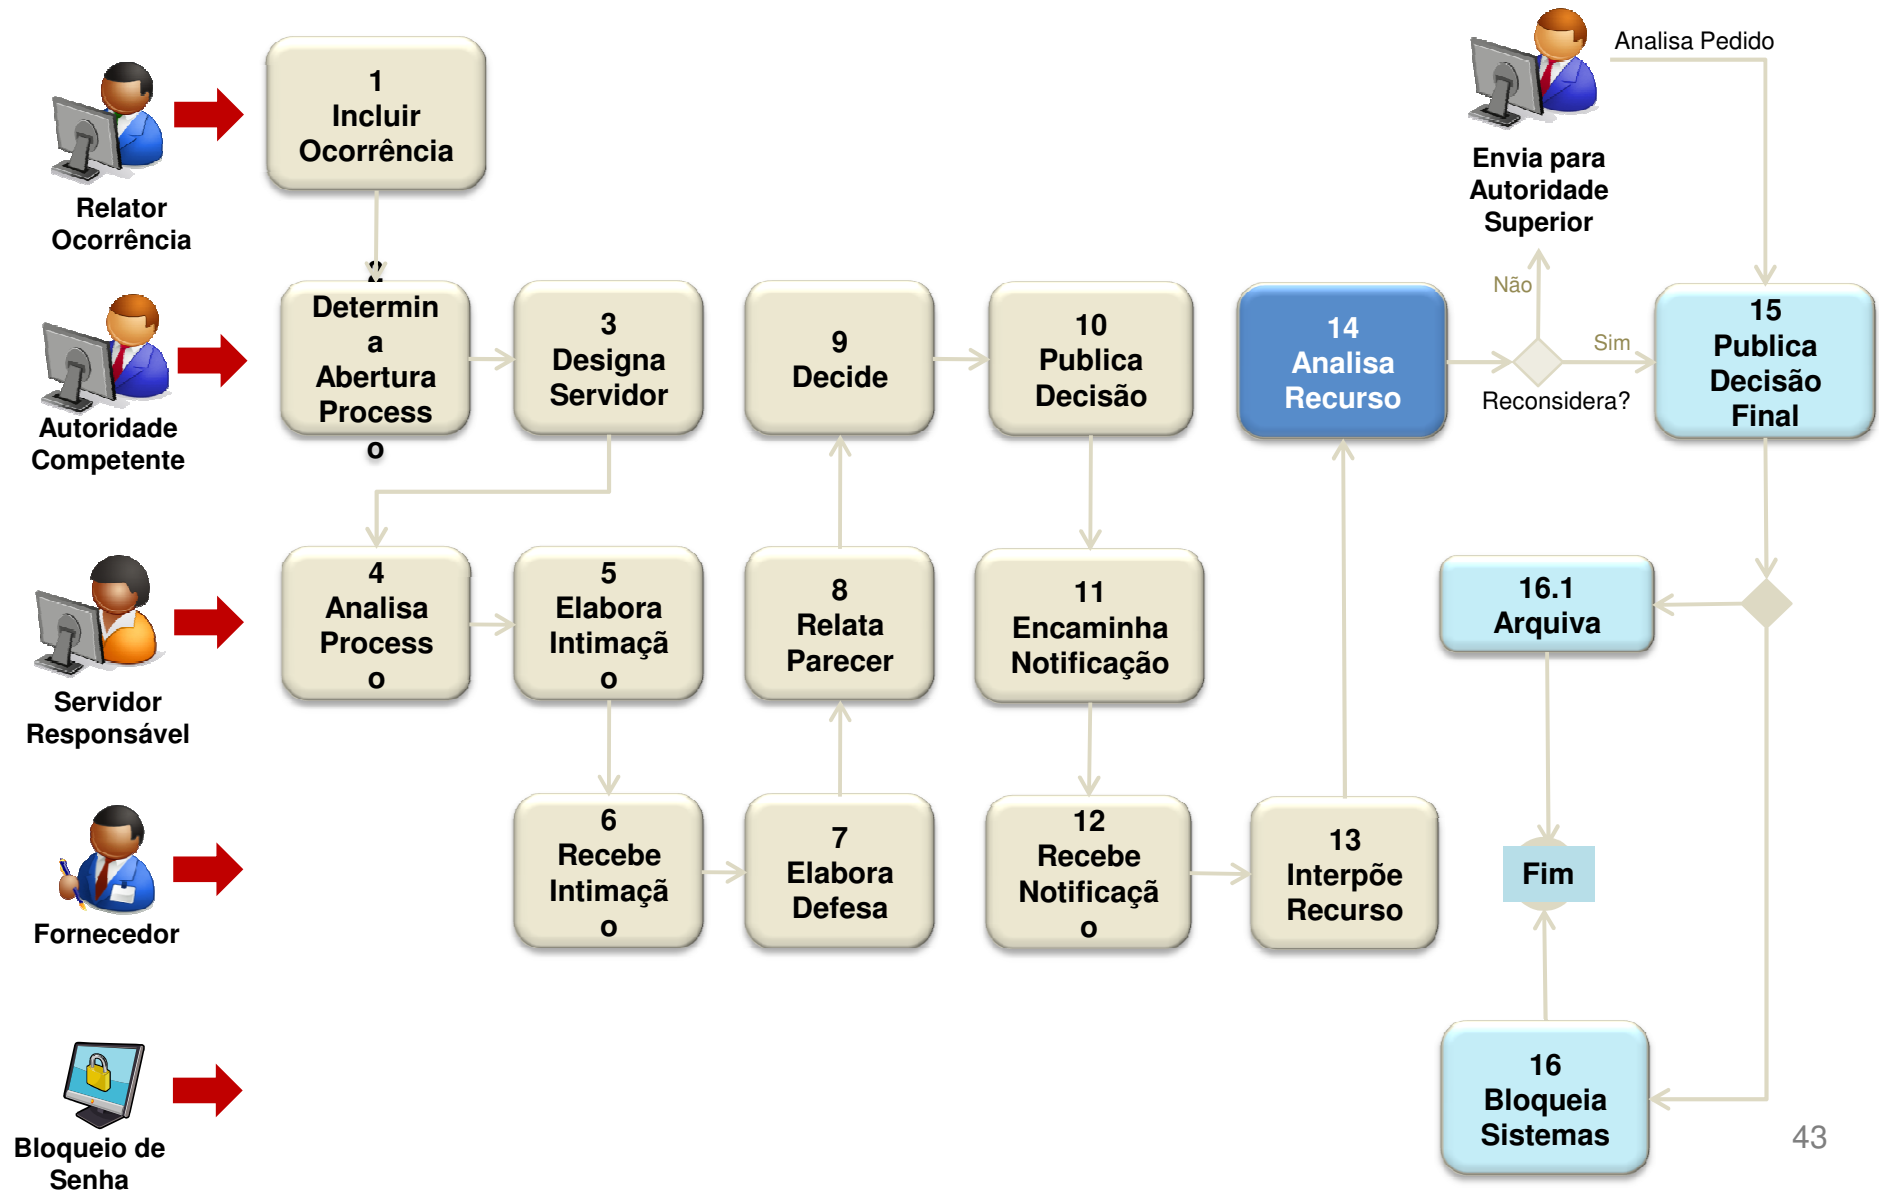 Analisa Pedido
1
Incluir
Ocorrência
Relator
Ocorrência
Envia para
Autoridade
Superior
Não
Determin
a
Abertura
Process
o
3
Designa
Servidor
9
Decide
10
Publica
Decisão
14
Analisa
Recurso
Sim
Reconsidera?
15
Publica
Decisão
Final
Autoridade
Competente
4
Analisa
Process
o
5
Elabora
Intimaçã
o
8
Relata
Parecer
11
Encaminha
Notificação
16.1
Arquiva
Servidor
Responsável
6
Recebe
Intimaçã
o
7
Elabora
Defesa
12
Recebe
Notificaçã
o
13
Interpõe
Recurso
Fim
Fornecedor
16
Bloqueia
Sistemas
Bloqueio de
Senha
43